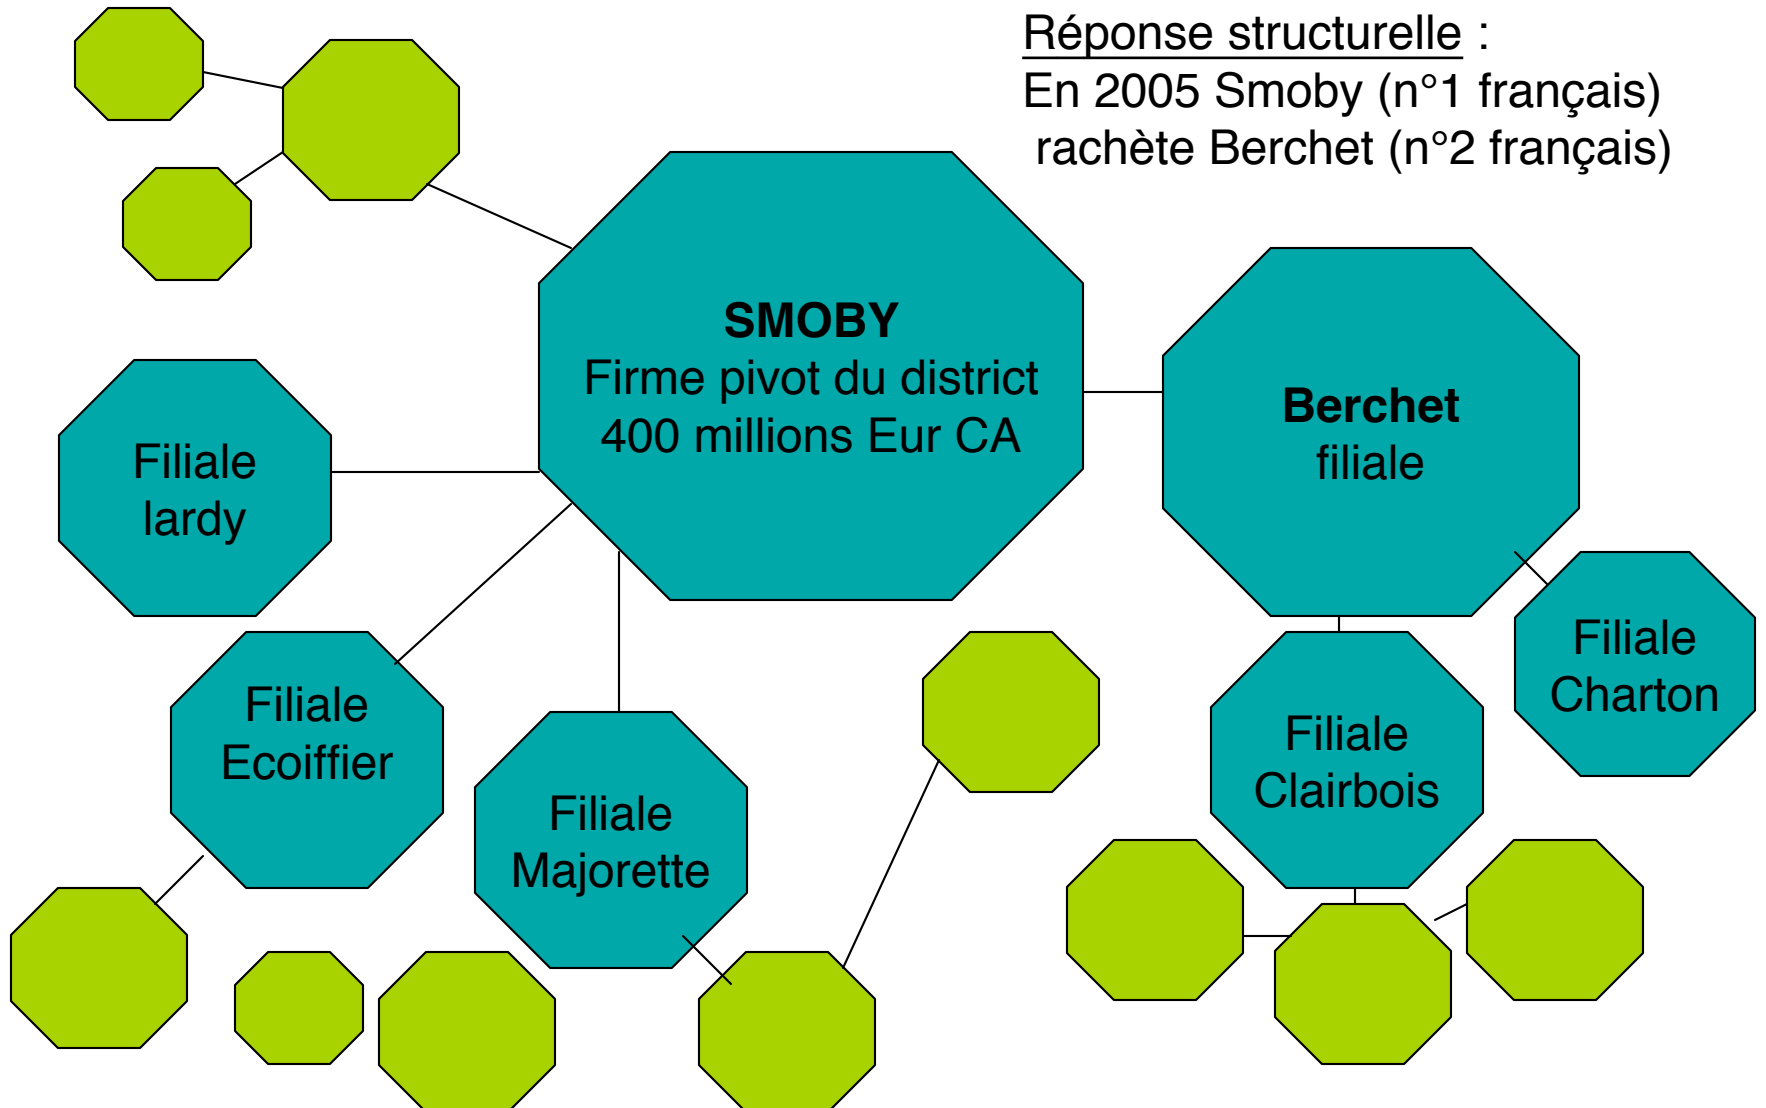 Réponse structurelle :
En 2005 Smoby (n°1 français)
rachète Berchet (n°2 français)
SMOBY
Firme pivot du district
400 millions Eur CA
Berchet
filiale
Filiale
lardy
Filiale
Ecoiffier
Filiale
Majorette
Filiale
Clairbois
Filiale
Charton